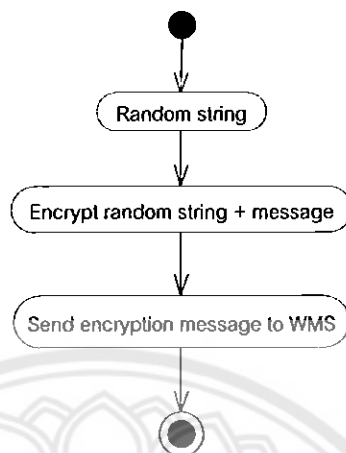 Random string
Encrypt random string + message
Send encryption message to WMS